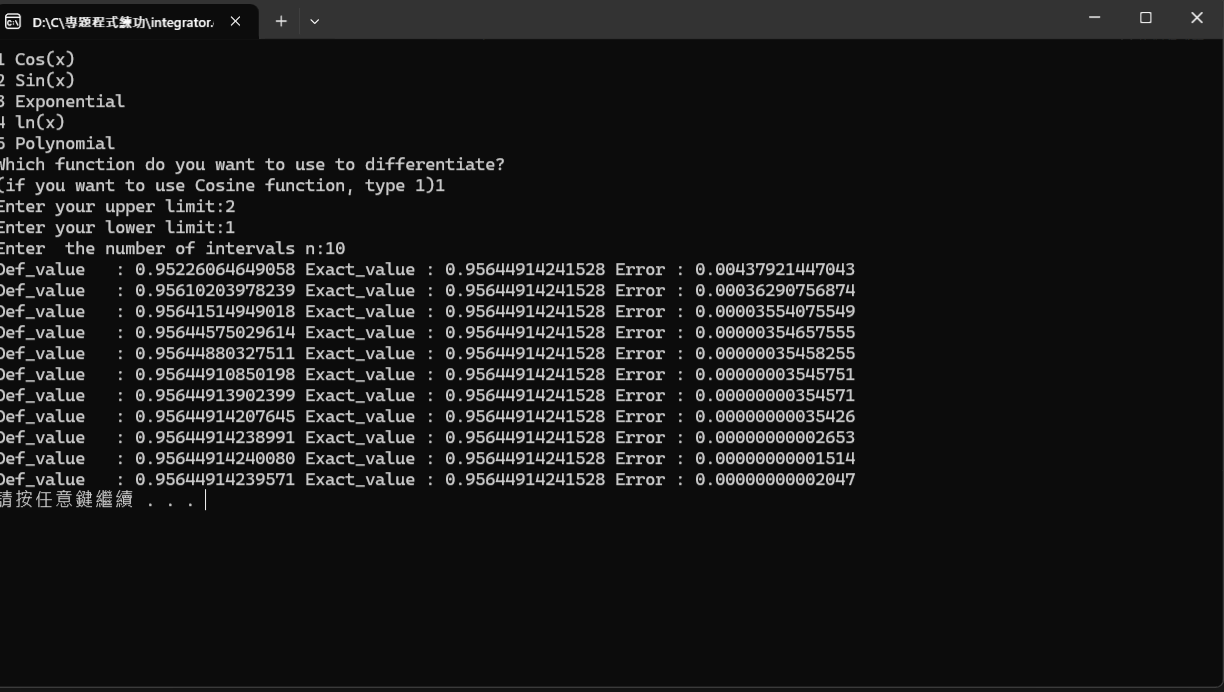 D:\C\專題程式練功\integrator.
1 Cos(x)
2 Sin(x)
3 Exponential
4 ln(x)
5 Polynomial
Which function do you want to use to differentiate?
(if you want to use Cosine function, type 1)1
Enter your upper limit:2
Enter your lower limit:1
Enter  the number of intervals n:10
Def_value   : 0.95226064649058 Exact_value : 0.95644914241528 Error : 0.00437921447043
Def_value   : 0.95610203978239 Exact_value : 0.95644914241528 Error : 0.00036290756874
Def_value   : 0.95641514949018 Exact_value : 0.95644914241528 Error : 0.00003554075549
Def_value   : 0.95644575029614 Exact_value : 0.95644914241528 Error : 0.00000354657555
Def_value   : 0.95644880327511 Exact_value : 0.95644914241528 Error : 0.00000035458255
Def_value   : 0.95644910850198 Exact_value : 0.95644914241528 Error : 0.00000003545751
Def_value   : 0.95644913902399 Exact_value : 0.95644914241528 Error : 0.00000000354571
Def_value   : 0.95644914207645 Exact_value : 0.95644914241528 Error : 0.00000000035426
Def_value   : 0.95644914238991 Exact_value : 0.95644914241528 Error : 0.00000000002653
Def_value   : 0.95644914240080 Exact_value : 0.95644914241528 Error : 0.00000000001514
Def_value   : 0.95644914239571 Exact_value : 0.95644914241528 Error : 0.00000000002047
請按任意鍵繼續 . . .